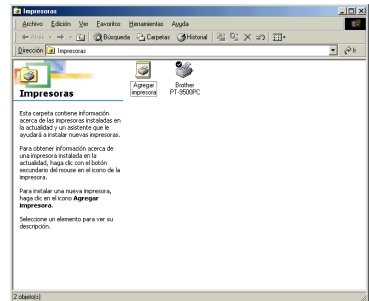 Impresoras
Archivo Edición Ver Favoritos Herramientas Ayuda
Atrás Búsqueda Carpetas Historial
Dirección Impresoras Ir
Impresoras
Esta carpeta contiene información
acerca de las impresoras instaladas en
la actualidad y un asistente que le
ayudará a instalar nuevas impresoras.
Para obtener información acerca de
una impresora instalada en la
actualidad, haga clic con el botón
secundario del mouse en el icono de la
impresora.
Para instalar una nueva impresora,
haga clic en el icono Agregar
impresora.
Seleccione un elemento para ver su
descripción.
Agregar
impresora
Brother
PT-9500PC
2 objeto(s)